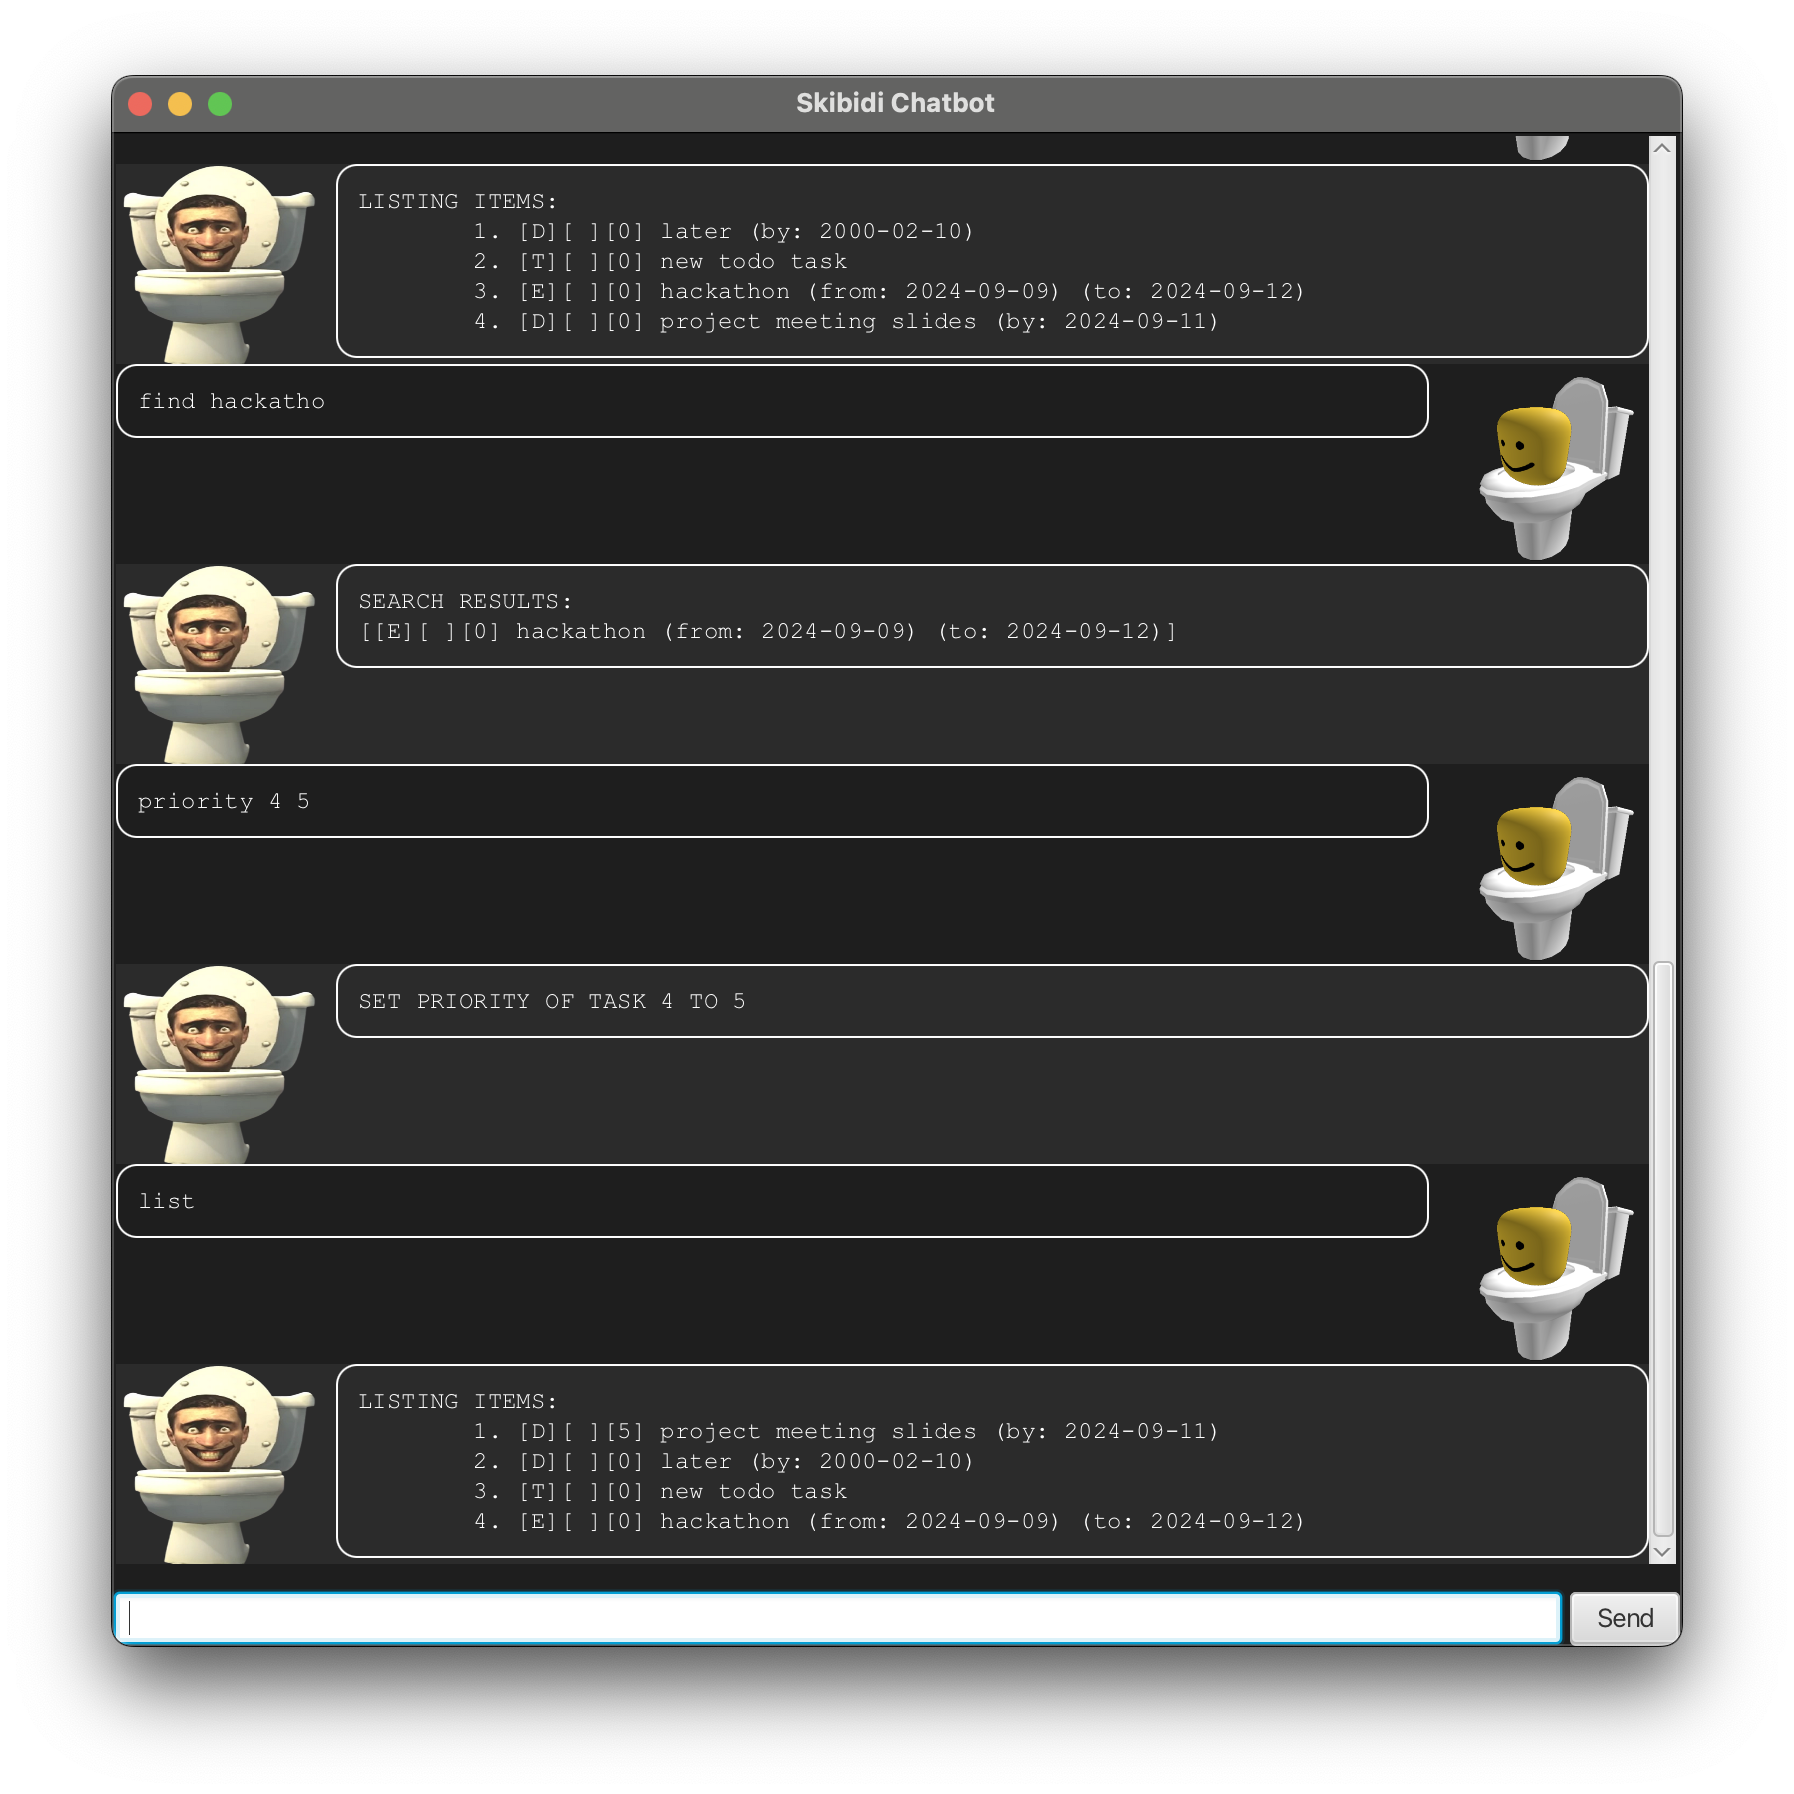 Skibidi Chatbot
LISTING ITEMS:
1. [D][ ][0] later (by: 2000-02-10)
2. [T][ ][0] new todo task
3. [E][ ][0] hackathon (from: 2024-09-09) (to: 2024-09-12)
4. [D][ ][0] project meeting slides (by: 2024-09-11)
find hackatho
SEARCH RESULTS:
[[E][ ][0] hackathon (from: 2024-09-09) (to: 2024-09-12)]
priority 4 5
SET PRIORITY OF TASK 4 TO 5
list
LISTING ITEMS:
1. [D][ ][5] project meeting slides (by: 2024-09-11)
2. [D][ ][0] later (by: 2000-02-10)
3. [T][ ][0] new todo task
4. [E][ ][0] hackathon (from: 2024-09-09) (to: 2024-09-12)
Send